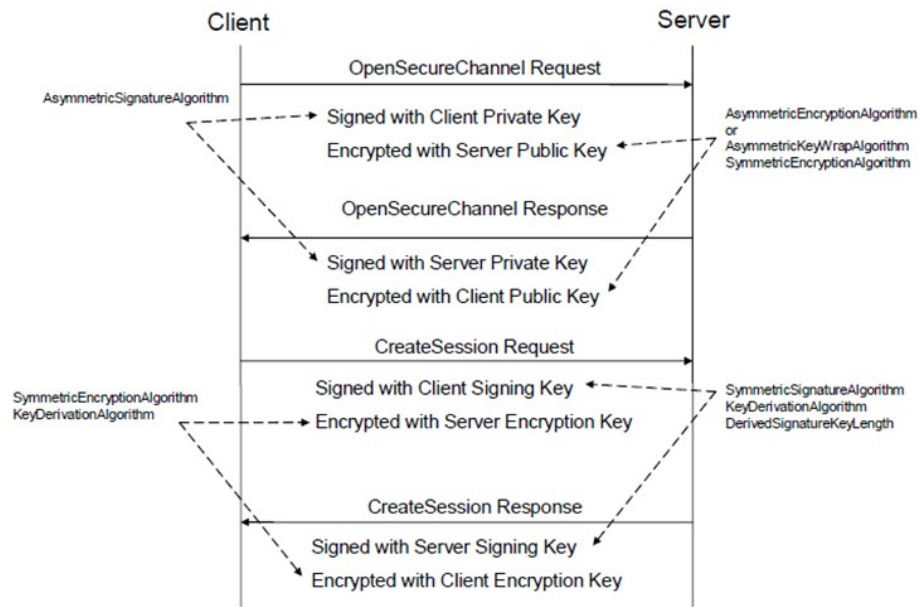 Client
Server
OpenSecureChannel Request
AsymmetricSignatureAlgorithm
Signed with Client Private Key
Encrypted with Server Public Key
AsymmetricEncryptionAlgorithm
or
AsymmetricKeyWrapAlgorithm
SymmetricEncryptionAlgorithm
OpenSecureChannel Response
Signed with Server Private Key
Encrypted with Client Public Key
CreateSession Request
Signed with Client Signing Key
Encrypted with Server Encryption Key
SymmetricEncryptionAlgorithm
KeyDerivationAlgorithm
SymmetricSignatureAlgorithm
KeyDerivationAlgorithm
DerivedSignatureKeyLength
CreateSession Response
Signed with Server Signing Key
Encrypted with Client Encryption Key